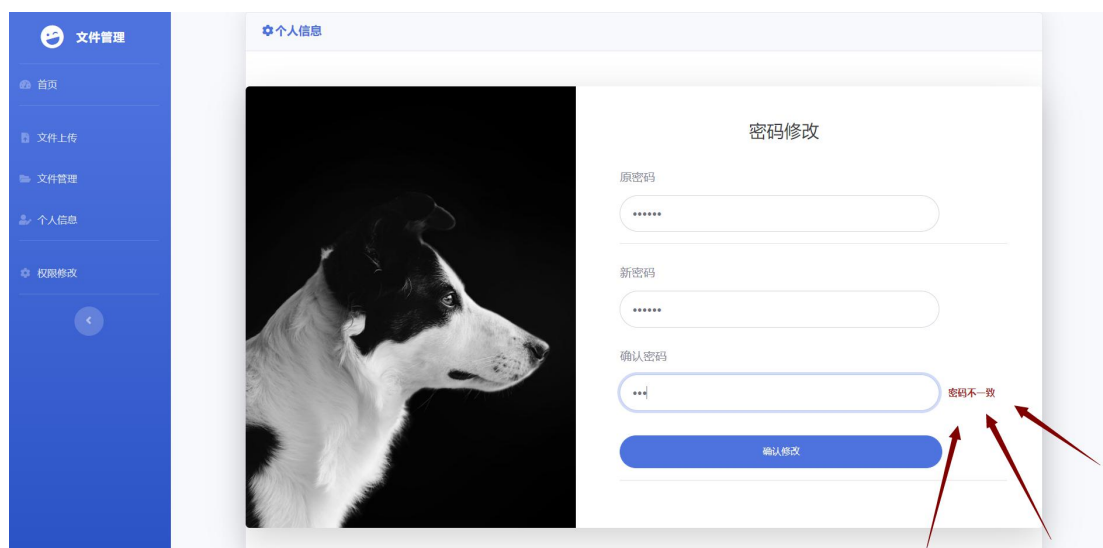 文件管理
首页
文件上传
文件管理
个人信息
权限修改
个人信息
密码修改
原密码
••••••
新密码
••••••
确认密码
•••
密码不一致
确认修改